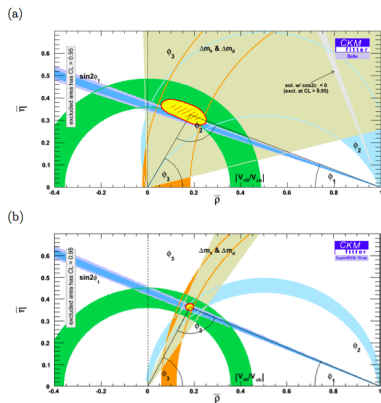 (a)
excluded area has CL > 0.95
sin2ϕ1
ϕ3
Δms & Δmd
CKM
fitter
Belle
sol. w/ cos2ϕ1 < 0
(excl. at CL > 0.95)
ϕ2
ϕ2
ϕ3
|Vub/Vcb|
ϕ1
η̅
0.6
0.5
0.4
0.3
0.2
0.1
0
-0.4 -0.2 0 0.2 0.4 0.6 0.8 1
ρ̅
(b)
excluded area has CL > 0.95
sin2ϕ1
ϕ3
Δms & Δmd
CKM
fitter
ϕ2
ϕ2
ϕ3
|Vub/Vcb|
ϕ1
η̅
0.6
0.5
0.4
0.3
0.2
0.1
0
-0.4 -0.2 0 0.2 0.4 0.6 0.8 1
ρ̅